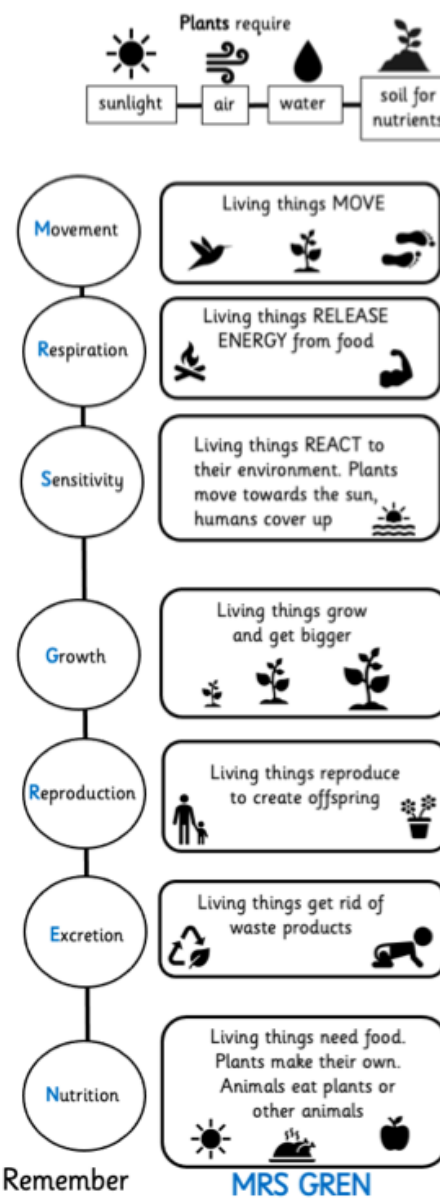 Plants require
sunlight
air
water
soil for
nutrients
Movement
Living things MOVE
Respiration
Living things RELEASE
ENERGY from food
Sensitivity
Living things REACT to
their environment. Plants
move towards the sun,
humans cover up
Growth
Living things grow
and get bigger
Reproduction
Living things reproduce
to create offspring
Excretion
Living things get rid of
waste products
Nutrition
Living things need food.
Plants make their own.
Animals eat plants or
other animals
Remember MRS GREN